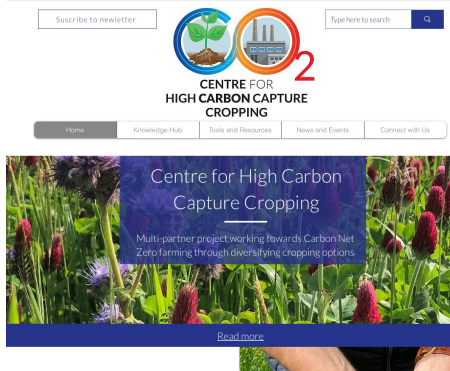 Suscribe to newletter
Type here to search
CO2
CENTRE FOR
HIGH CARBON CAPTURE
CROPPING
Home
Knowledge Hub
Tools and Resources
News and Events
Connect with Us
Centre for High Carbon
Capture Cropping
Multi-partner project working towards Carbon Net
Zero farming through diversifying cropping options
Read more